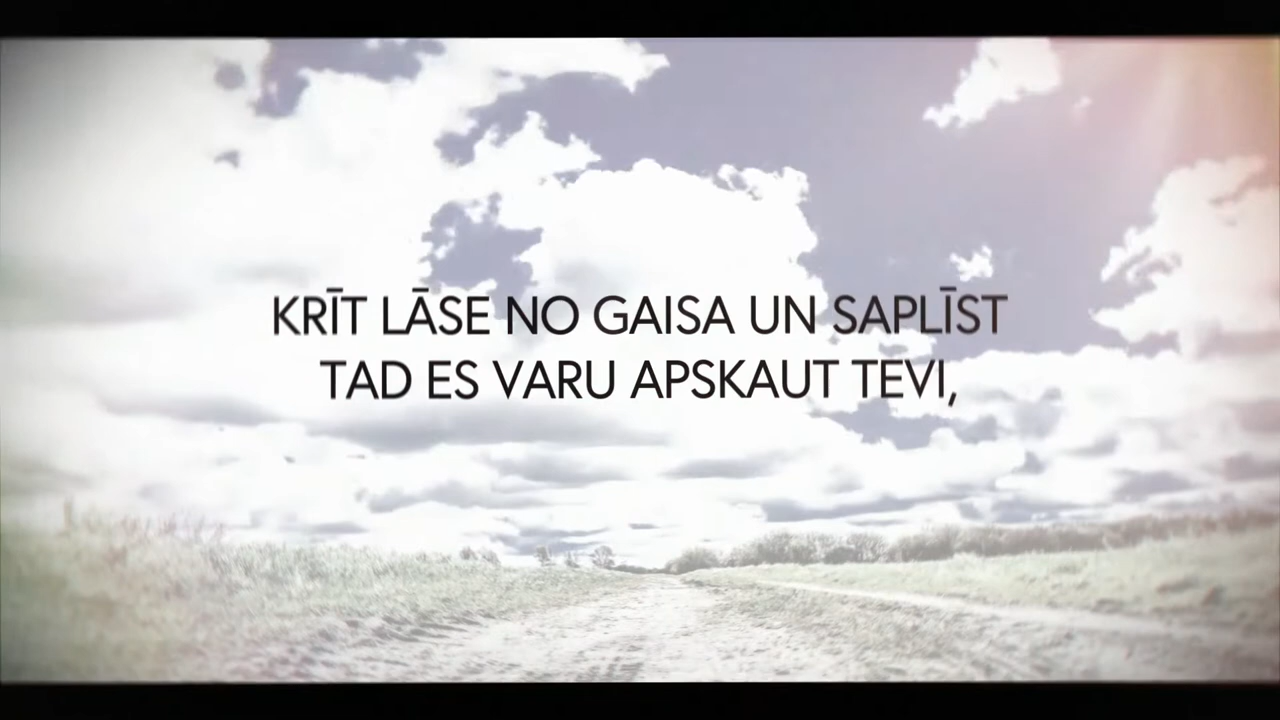 KRĪT LĀSE NO GAISA UN SAPLĪST
TAD ES VARU APSKAUT TEVI,